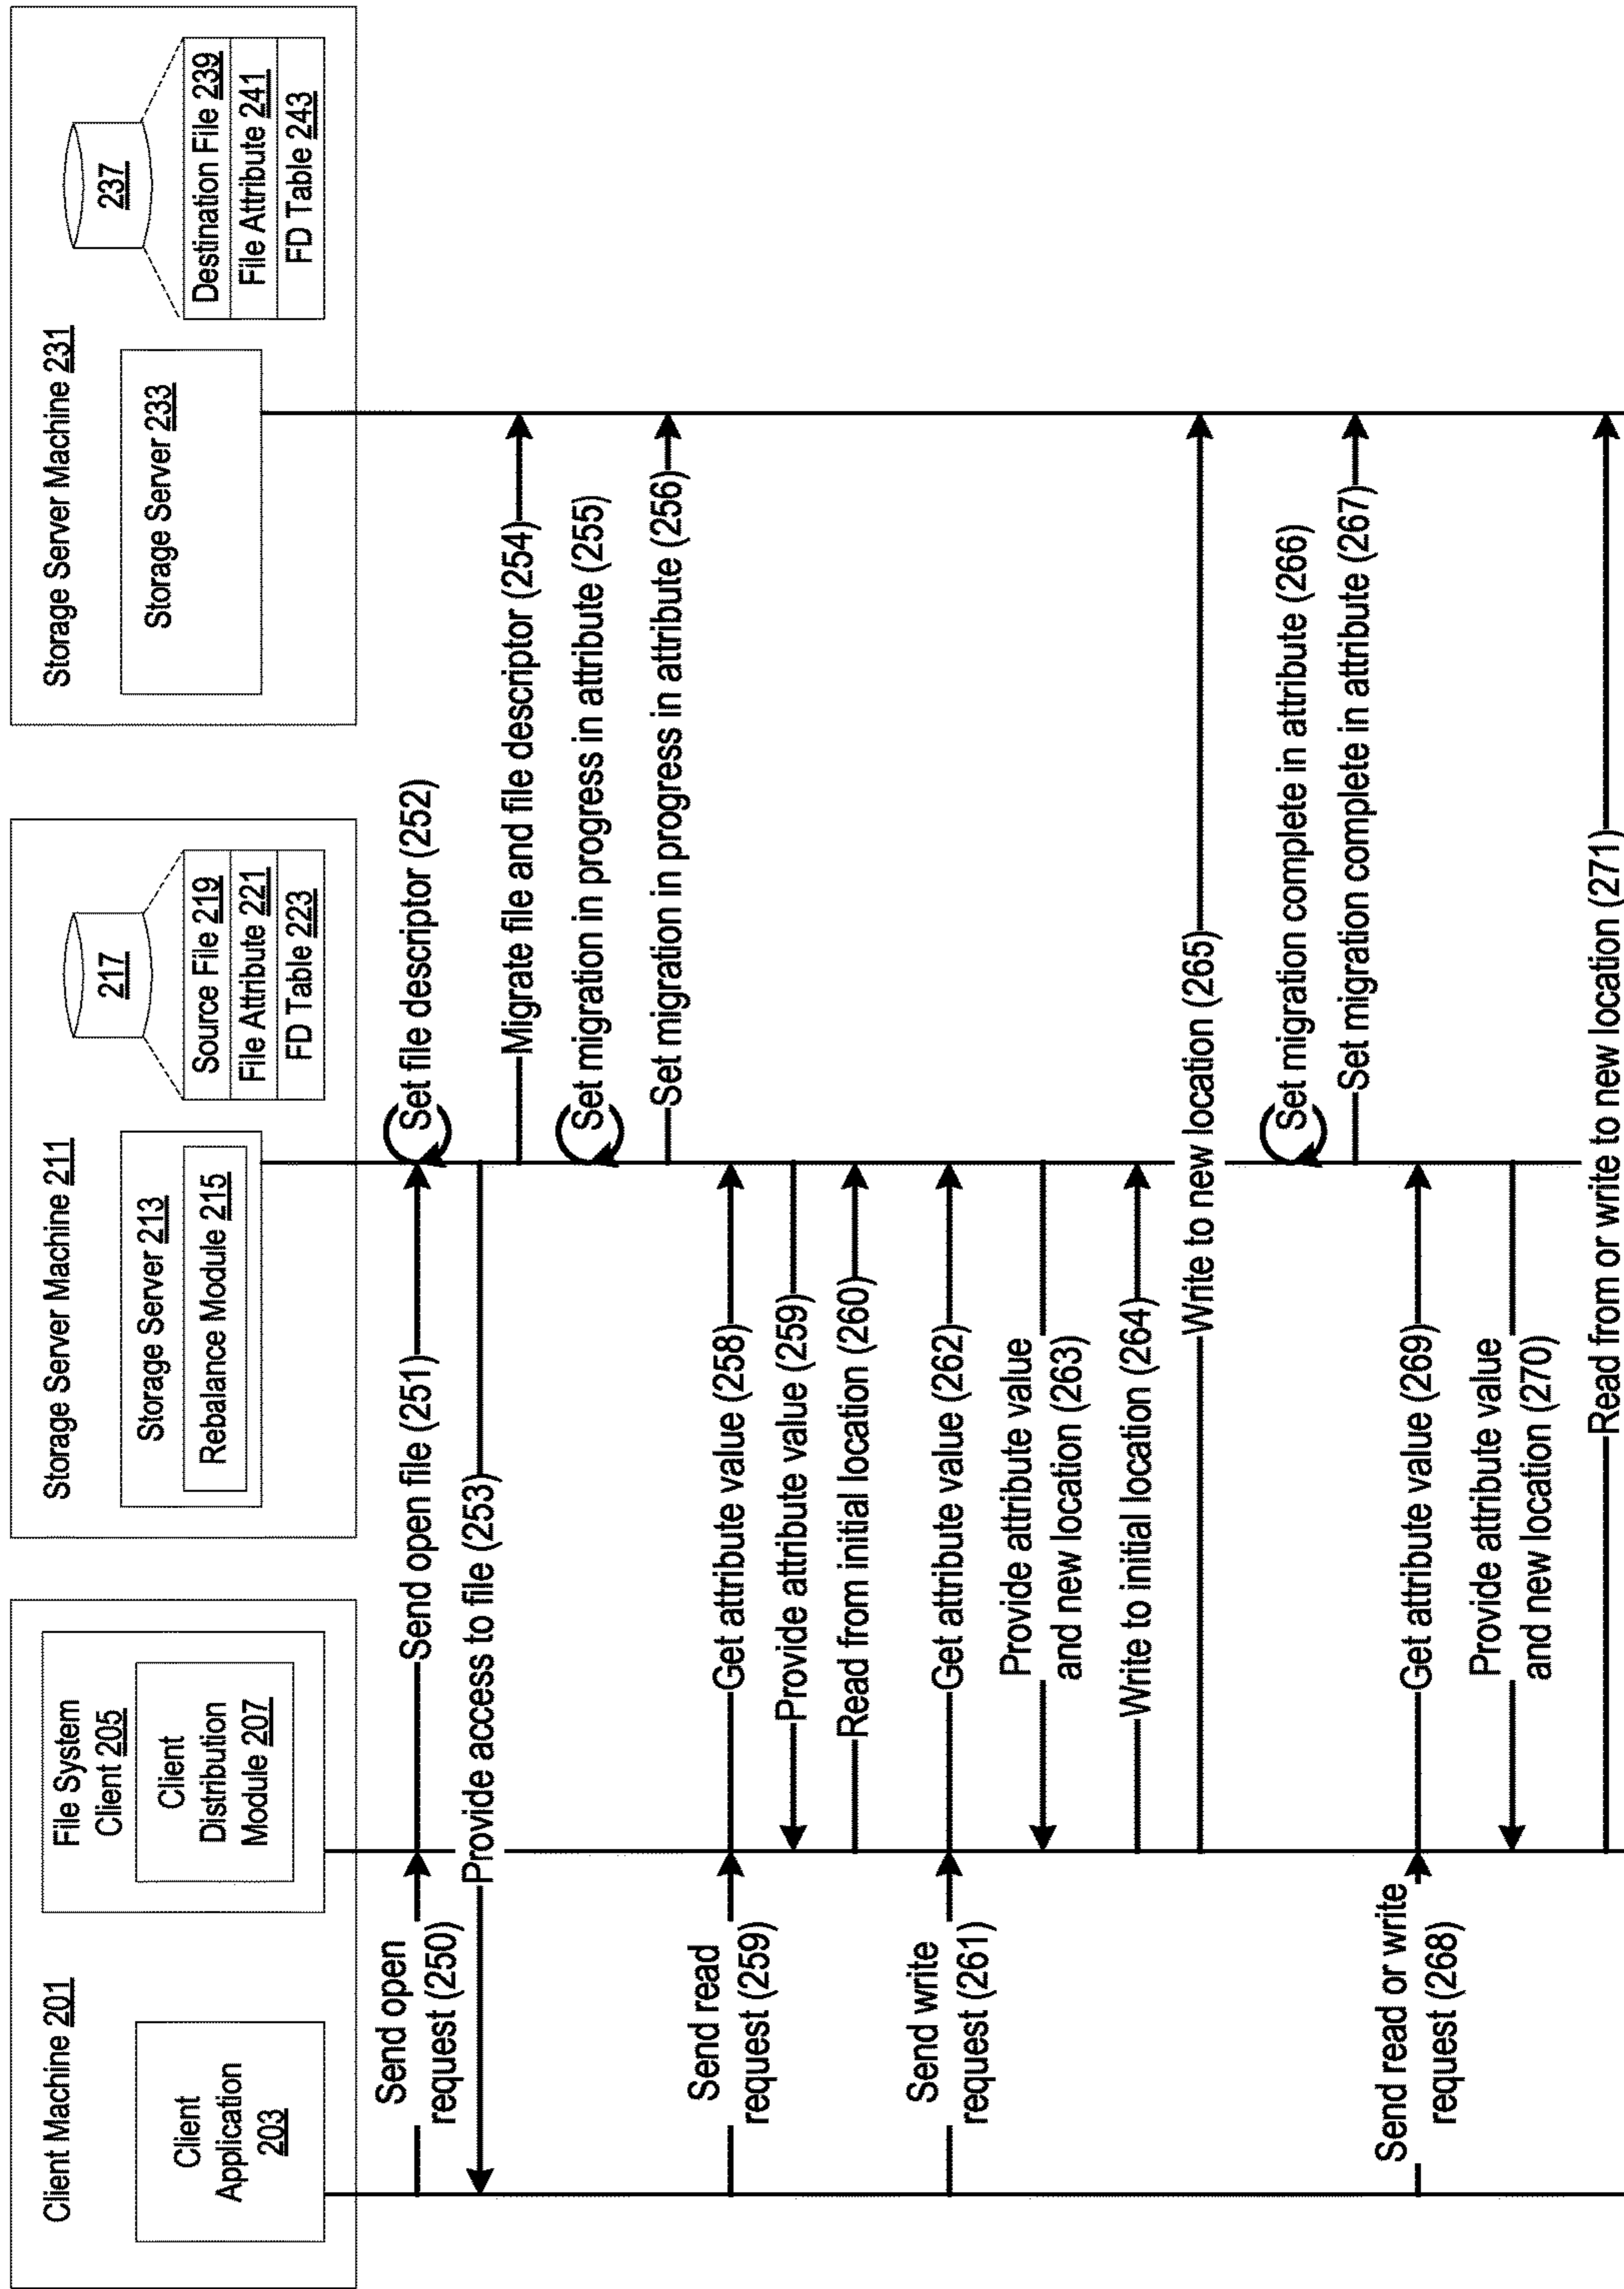 Client Machine 201
Client
Application
203
File System
Client 205
Client
Distribution
Module 207
Storage Server Machine 211
Storage Server 213
Rebalance Module 215
217
Source File 219
File Attribute 221
FD Table 223
Storage Server Machine 231
Storage Server 233
237
Destination File 239
File Attribute 241
FD Table 243
Send open
request (250)
Send open file (251)
Set file descriptor (252)
Provide access to file (253)
Migrate file and file descriptor (254)
Set migration in progress in attribute (255)
Set migration in progress in attribute (256)
Send read
request (259)
Get attribute value (258)
Provide attribute value (259)
Read from initial location (260)
Send write
request (261)
Get attribute value (262)
Provide attribute value
and new location (263)
Write to initial location (264)
Write to new location (265)
Set migration complete in attribute (266)
Set migration complete in attribute (267)
Send read or write
request (268)
Get attribute value (269)
Provide attribute value
and new location (270)
Read from or write to new location (271)